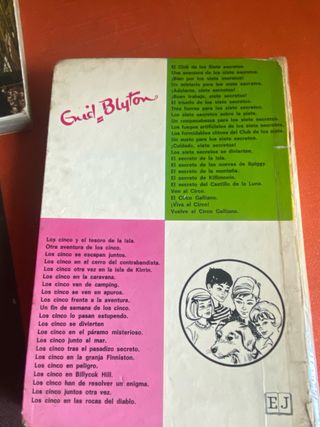 Enid Blyton
El Club de los Siete secretos.
Una aventura de los siete secretos.
¡Bien por los siete secretos!
Un misterio para los siete secretos.
¡Adelante, siete secretos!
¡Buen trabajo, siete secretos!
El triunfo de los siete secretos.
Tres hurras para los siete secretos.
Los siete secretos sobre la pista.
Un rompecabezas para los siete secretos.
Los fuegos artificiales de los siete secretos.
Los formidables chicos del Club de los siete.
Un susto para los siete secretos.
¡Cuidado, siete secretos!
Los siete secretos se divierten.
El secreto de la isla.
El secreto de las cuevas de Spiggy.
El secreto de la montaña.
El secreto de Killimooin.
El secreto del Castillo de la Luna.
Ven al Circo.
El Circo Galliano.
¡Viva el Circo!
Vuelve el Circo Galliano.
Los cinco y el tesoro de la isla.
Otra aventura de los cinco.
Los cinco se escapan juntos.
Los cinco en el cerro del contrabandista.
Los cinco otra vez en la isla de Kirrin.
Los cinco en la caravana.
Los cinco van de camping.
Los cinco se ven en apuros.
Los cinco frente a la aventura.
Un fin de semana de los cinco.
Los cinco lo pasan estupendo.
Los cinco se divierten
Los cinco en el páramo misterioso.
Los cinco junto al mar.
Los cinco tras el pasadizo secreto.
Los cinco en la granja Finniston.
Los cinco en peligro.
Los cinco en Billycok Hill.
Los cinco han de resolver un enigma.
Los cinco juntos otra vez.
Los cinco en las rocas del diablo.
EJ